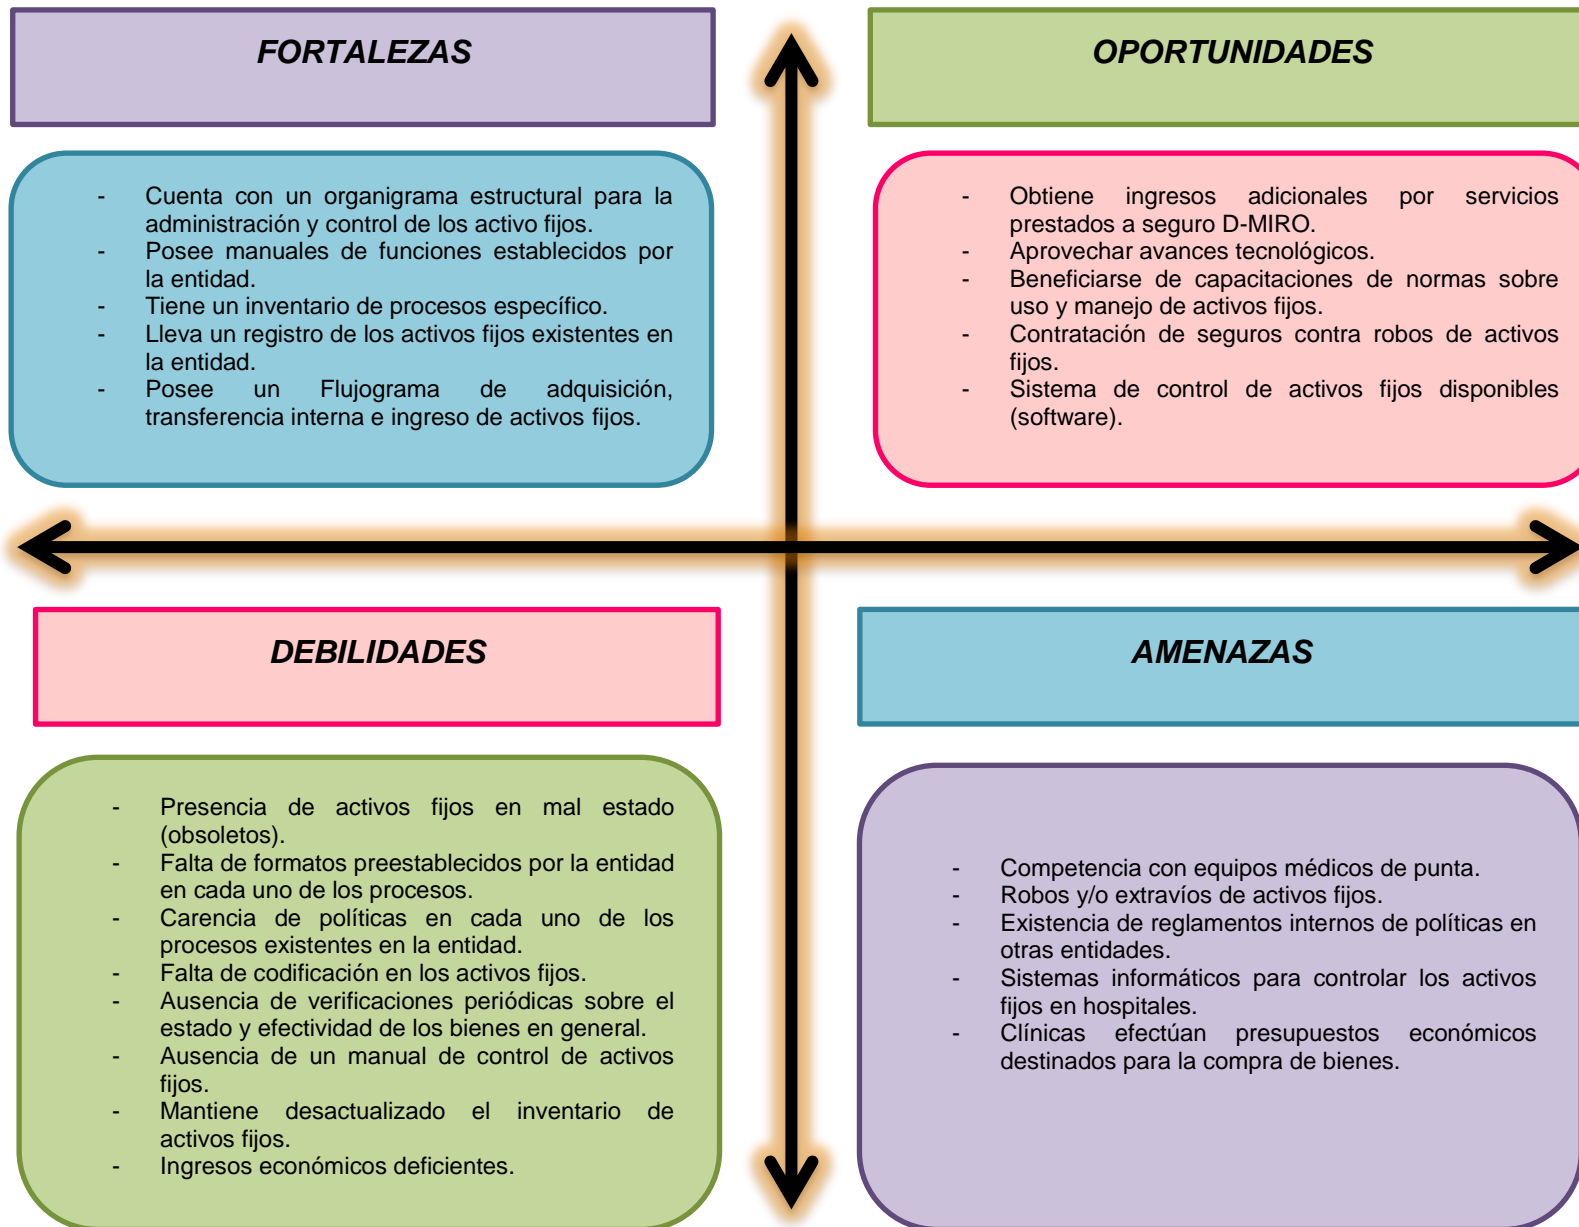 FORTALEZAS
- Cuenta con un organigrama estructural para la
administración y control de los activo fijos.
- Posee manuales de funciones establecidos por
la entidad.
- Tiene un inventario de procesos específico.
- Lleva un registro de los activos fijos existentes en
la entidad.
- Posee un Flujograma de adquisición,
transferencia interna e ingreso de activos fijos.
OPORTUNIDADES
- Obtiene ingresos adicionales por servicios
prestados a seguro D-MIRO.
- Aprovechar avances tecnológicos.
- Beneficiarse de capacitaciones de normas sobre
uso y manejo de activos fijos.
- Contratación de seguros contra robos de activos
fijos.
- Sistema de control de activos fijos disponibles
(software).
DEBILIDADES
- Presencia de activos fijos en mal estado
(obsoletos).
- Falta de formatos preestablecidos por la entidad
en cada uno de los procesos.
- Carencia de políticas en cada uno de los
procesos existentes en la entidad.
- Falta de codificación en los activos fijos.
- Ausencia de verificaciones periódicas sobre el
estado y efectividad de los bienes en general.
- Ausencia de un manual de control de activos
fijos.
- Mantiene desactualizado el inventario de
activos fijos.
- Ingresos económicos deficientes.
AMENAZAS
- Competencia con equipos médicos de punta.
- Robos y/o extravíos de activos fijos.
- Existencia de reglamentos internos de políticas en
otras entidades.
- Sistemas informáticos para controlar los activos
fijos en hospitales.
- Clínicas efectúan presupuestos económicos
destinados para la compra de bienes.